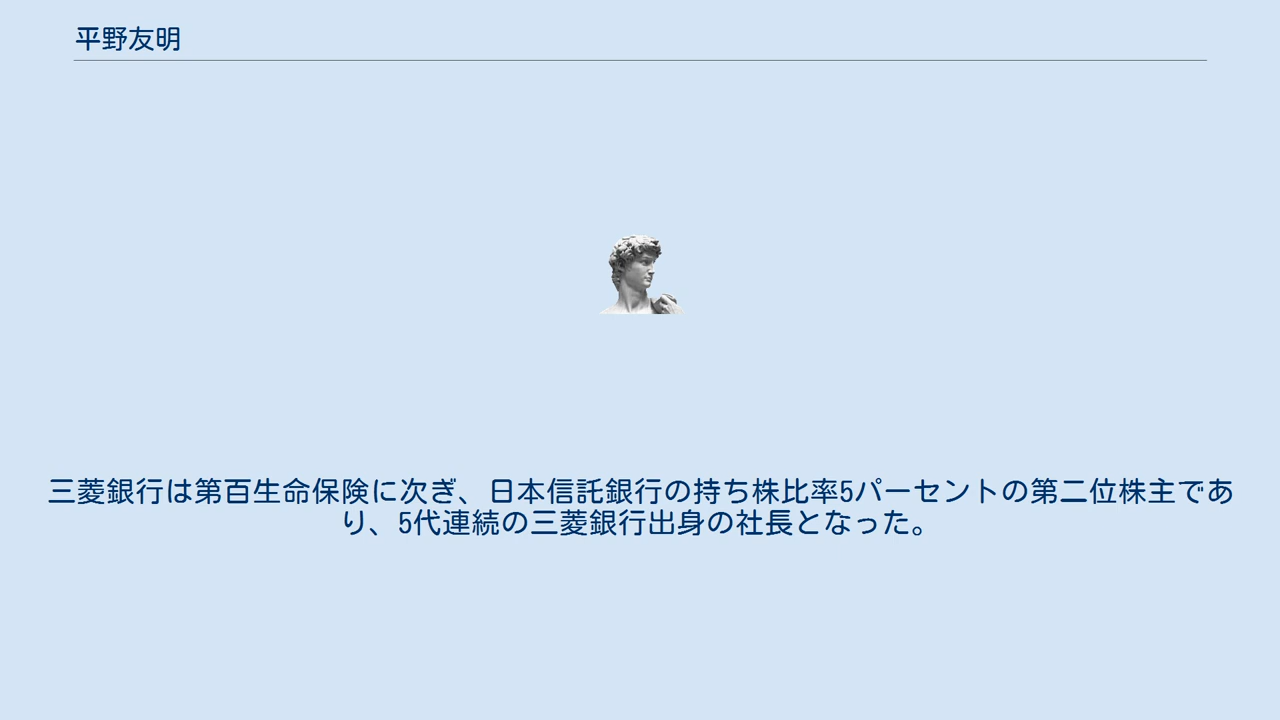 平野友明
三菱銀行は第百生命保険に次ぎ、日本信託銀行の持ち株比率5パーセントの第二位株主であ
り、5代連続の三菱銀行出身の社長となった。